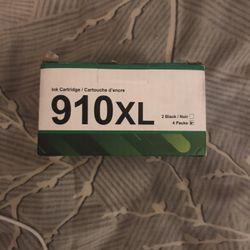 Ink Cartridge / Cartouche d'encre
910XL
2 Black / Noir
4 Packs